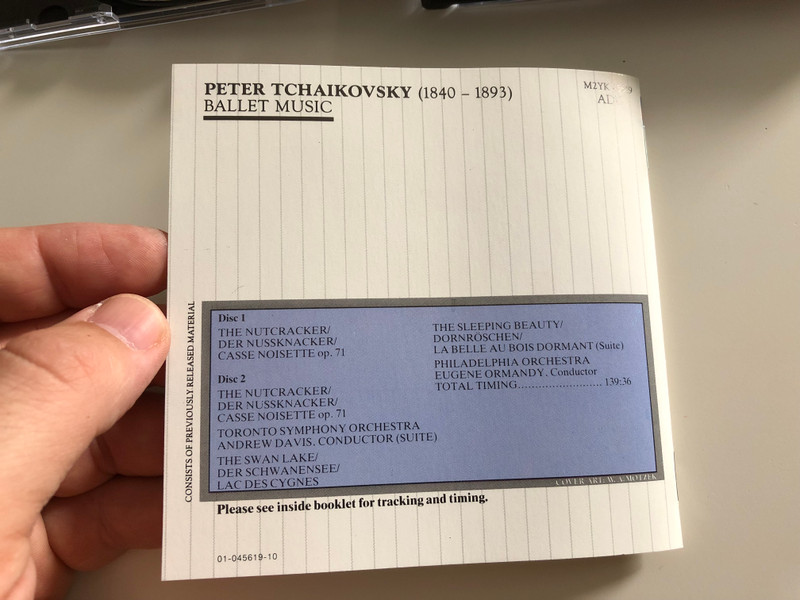 PETER TCHAIKOVSKY (1840 – 1893)
BALLET MUSIC
CONSISTS OF PREVIOUSLY RELEASED MATERIAL
Disc 1
THE NUTCRACKER/
DER NUSSKNACKER/
CASSE NOISETTE op. 71
Disc 2
THE NUTCRACKER/
DER NUSSKNACKER/
CASSE NOISETTE op. 71
TORONTO SYMPHONY ORCHESTRA
ANDREW DAVIS. CONDUCTOR (SUITE)
THE SWAN LAKE/
DER SCHWANENSEE/
LAC DES CYGNES
THE SLEEPING BEAUTY/
DORNRÖSCHEN/
LA BELLE AU BOIS DORMANT (Suite)
PHILADELPHIA ORCHESTRA
EUGENE ORMANDY. Conductor
TOTAL TIMING.......................... 139:36
COVER ART: W. A. MOTZEK
Please see inside booklet for tracking and timing.
01-045619-10